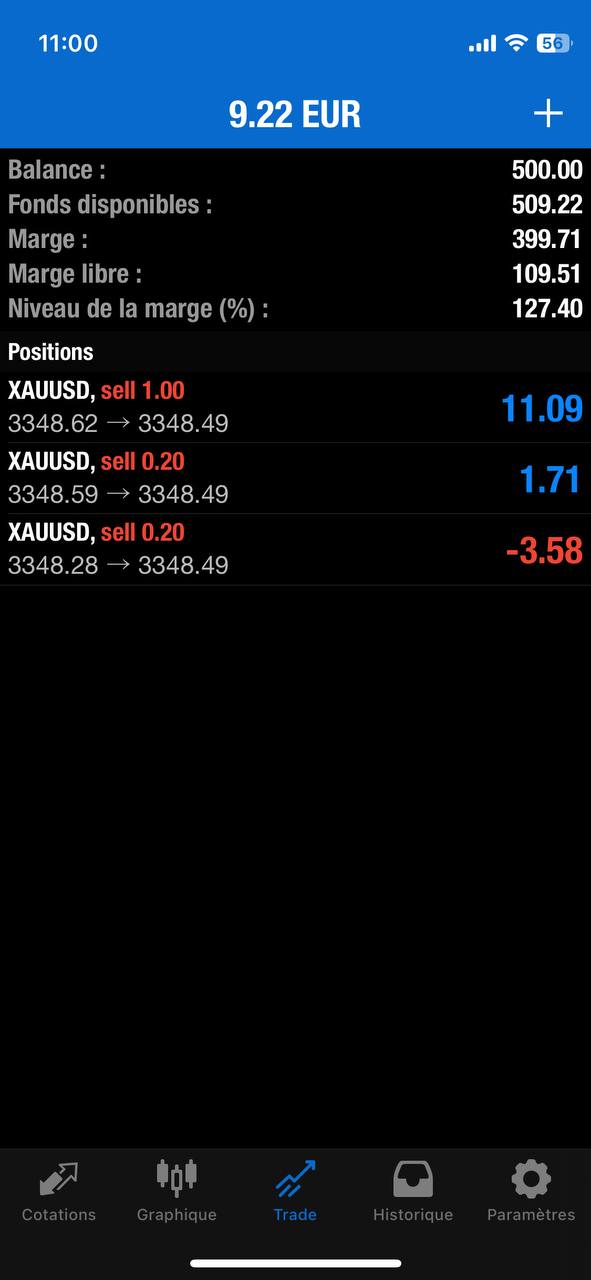 11:00 56
9.22 EUR
Balance : 500.00
Fonds disponibles : 509.22
Marge : 399.71
Marge libre : 109.51
Niveau de la marge (%) : 127.40
Positions
XAUUSD, sell 1.00
3348.62 → 3348.49 11.09
XAUUSD, sell 0.20
3348.59 → 3348.49 1.71
XAUUSD, sell 0.20
3348.28 → 3348.49 -3.58
Cotations Graphique Trade Historique Paramètres